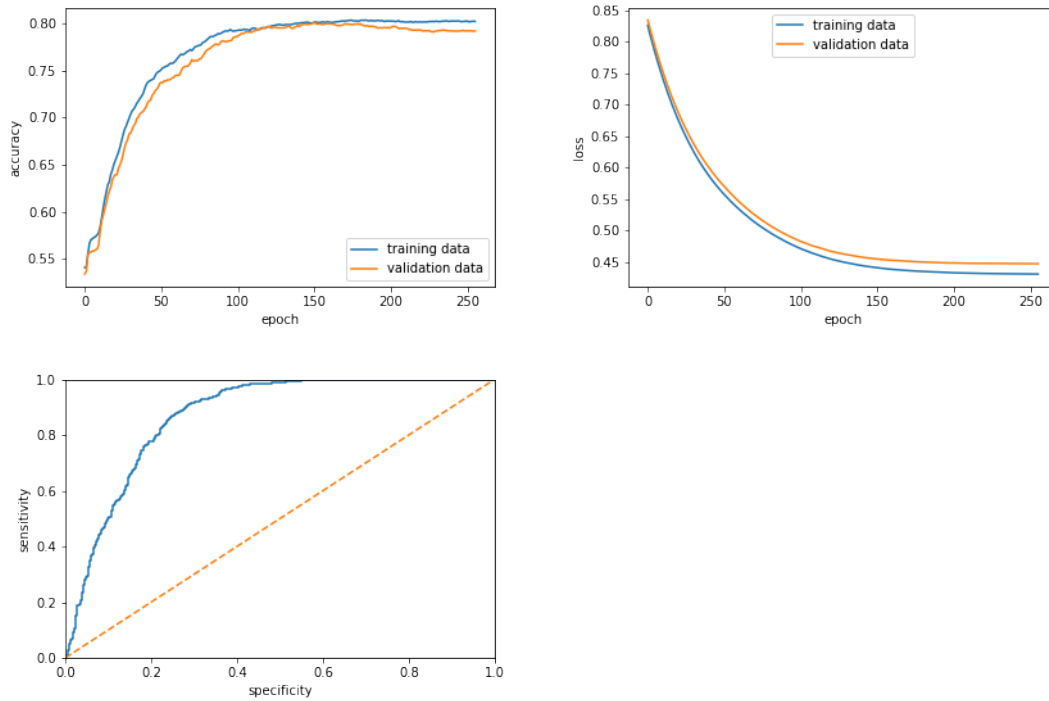 0.80
0.75
0.70
0.65
0.60
0.55
accuracy
training data
validation data
0 50 100 150 200 250
epoch
0.85
0.80
0.75
0.70
0.65
0.60
0.55
0.50
0.45
loss
training data
validation data
0 50 100 150 200 250
epoch
1.0
0.8
0.6
0.4
0.2
0.0
sensitivity
0.0 0.2 0.4 0.6 0.8 1.0
specificity